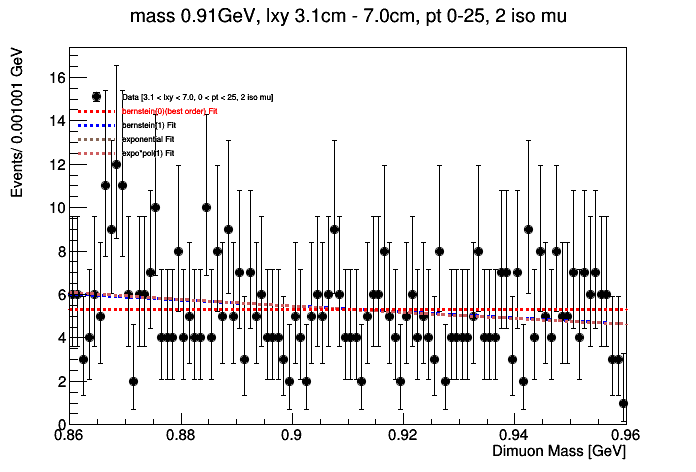 mass 0.91GeV, lxy 3.1cm - 7.0cm, pt 0-25, 2 iso mu
Events/ 0.001001 GeV
16
14
12
10
8
6
4
2
0
Data [3.1 < lxy < 7.0, 0 < pt < 25, 2 iso mu]
bernstein(0)(best order) Fit
bernstein(1) Fit
exponential Fit
expo*pol(1) Fit
0.86
0.88
0.9
0.92
0.94
0.96
Dimuon Mass [GeV]